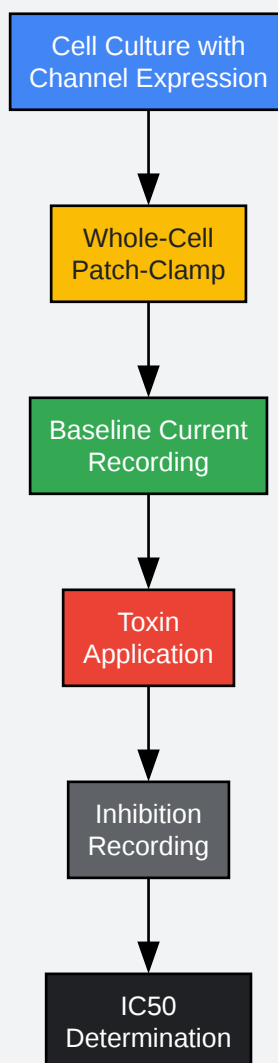 Cell Culture with
Channel Expression
Whole-Cell
Patch-Clamp
Baseline Current
Recording
Toxin
Application
Inhibition
Recording
IC50
Determination